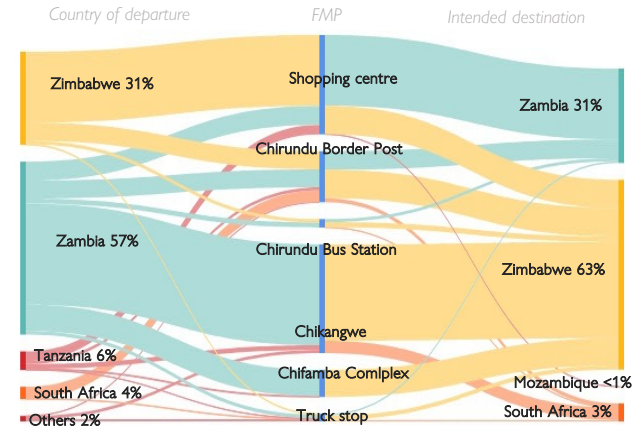 Country of departure FMP Intended destination
Shopping centre
Zimbabwe 31%
Zambia 31%
Chirundu Border Post
Zambia 57%
Chirundu Bus Station
Zimbabwe 63%
Chikangwe
Tanzania 6%
Chifamba Comlplex
Mozambique <1%
South Africa 4%
South Africa 3%
Truck stop
Others 2%